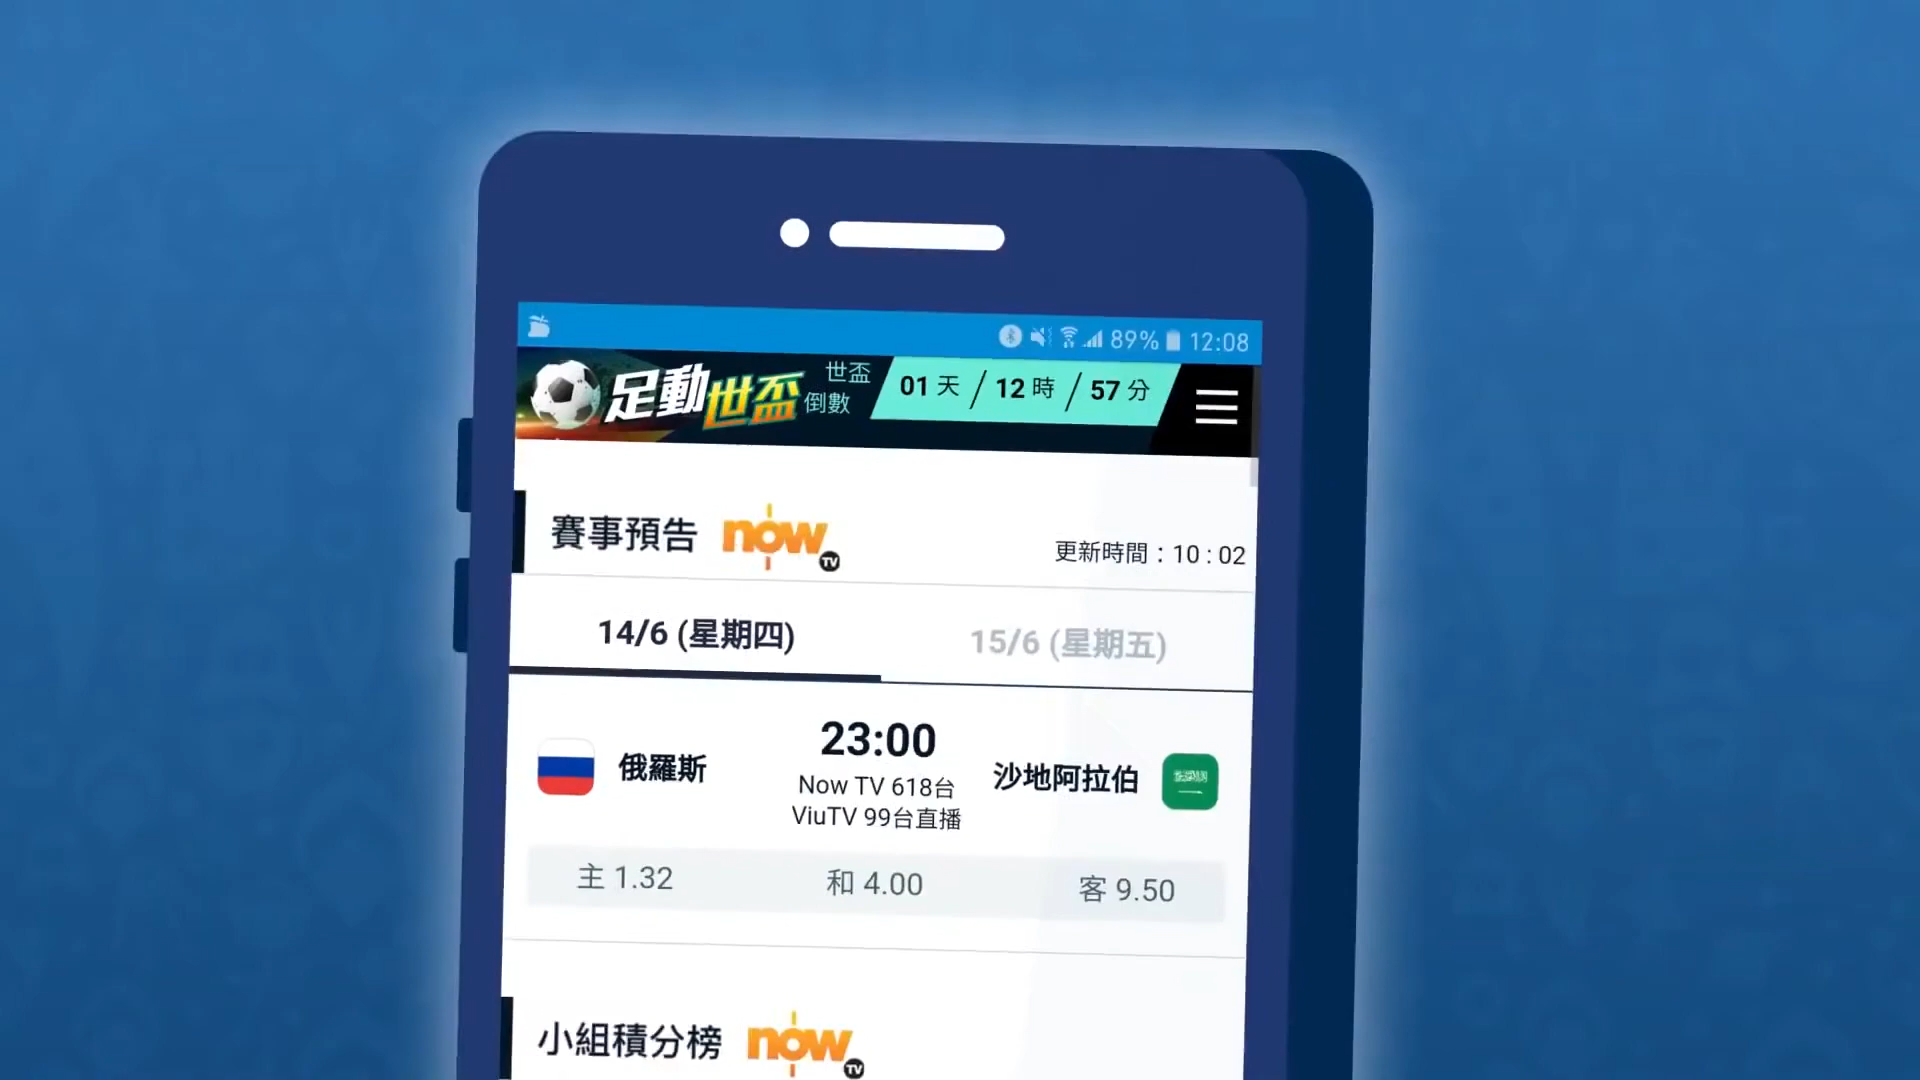 89% 12:08
足動世盃
世盃
倒數
01 天 / 12 時 / 57 分
賽事預告 now TV
更新時間：10 : 02
14/6 (星期四) 15/6 (星期五)
俄羅斯
23:00
Now TV 618台
ViuTV 99台直播
沙地阿拉伯
主 1.32 和 4.00 客 9.50
小組積分榜 now TV